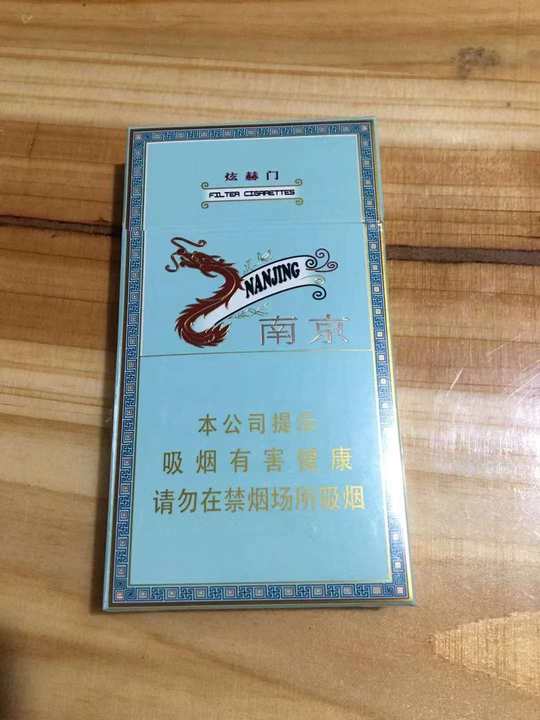 炫赫门
FILTER CIGARETTES
NANJING
南京
本公司提示
吸烟有害健康
请勿在禁烟场所吸烟